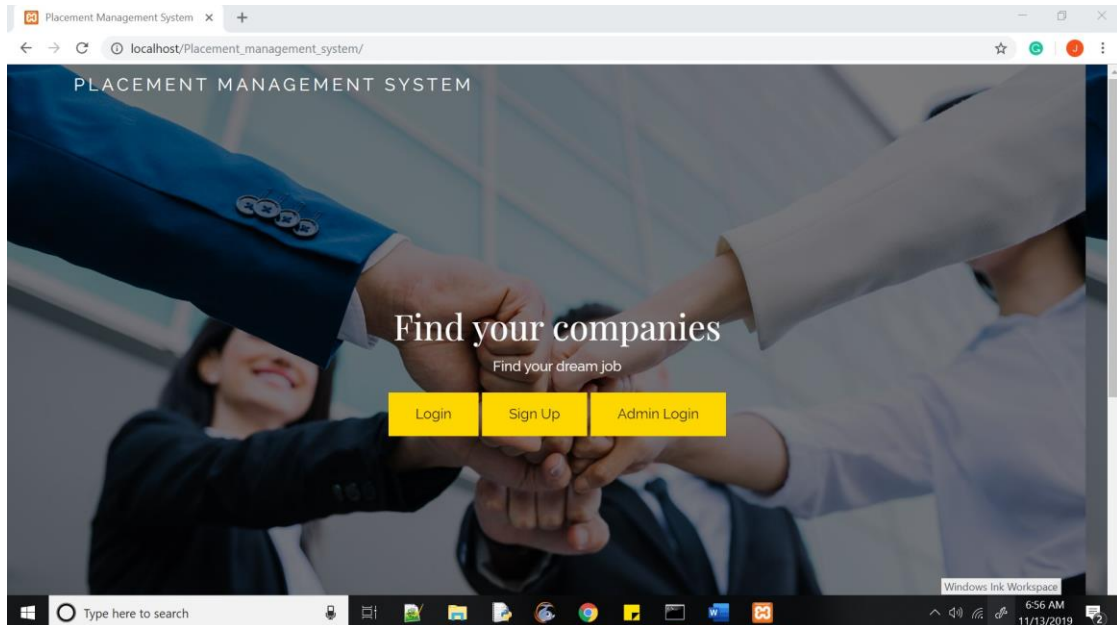 Placement Management System
localhost/Placement_management_system/
J
PLACEMENT MANAGEMENT SYSTEM
Find your companies
Find your dream job
Login
Sign Up
Admin Login
Windows Ink Workspace
Type here to search
6:56 AM
11/13/2019
2